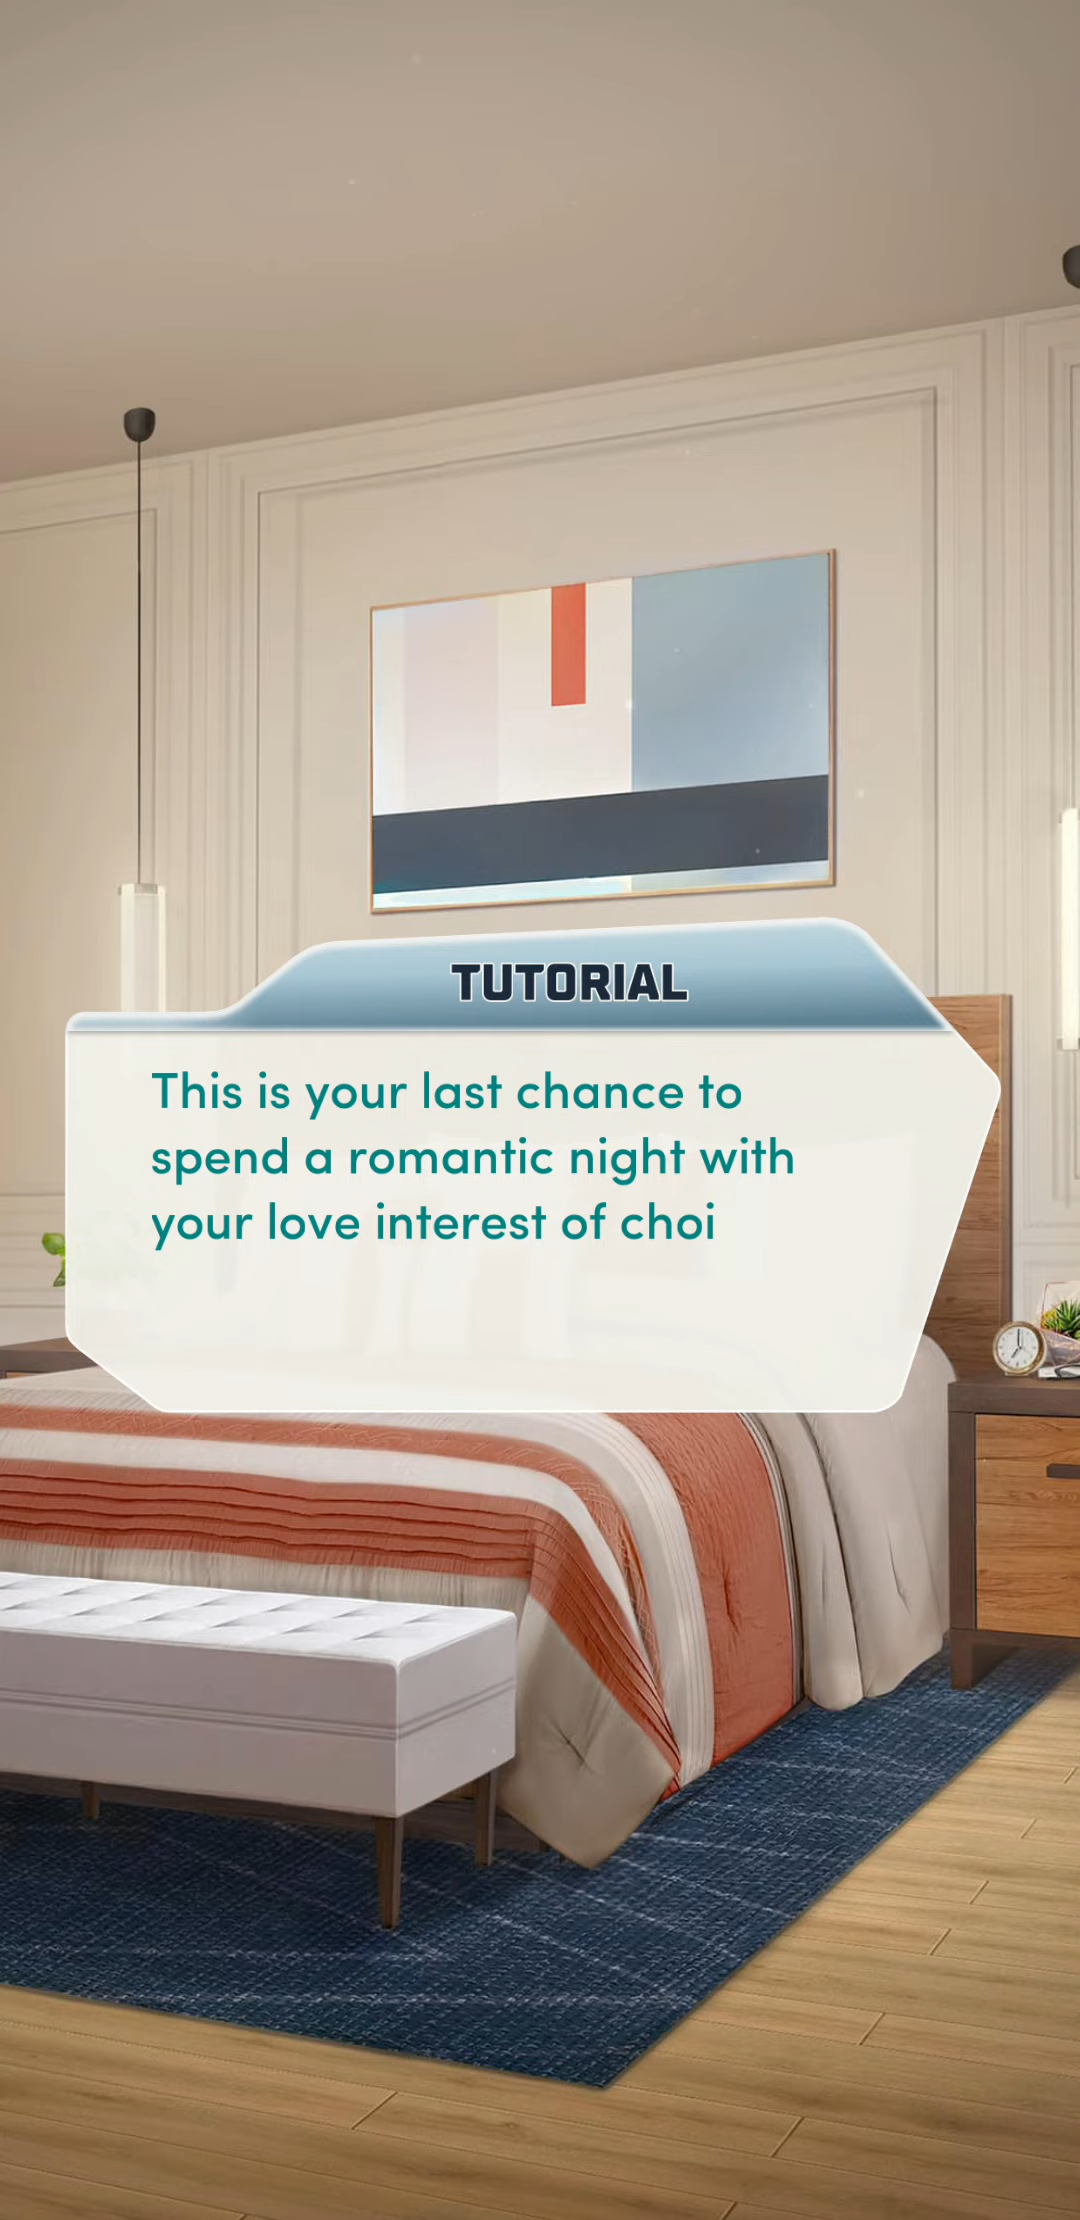 TUTORIAL
This is your last chance to
spend a romantic night with
your love interest of choi